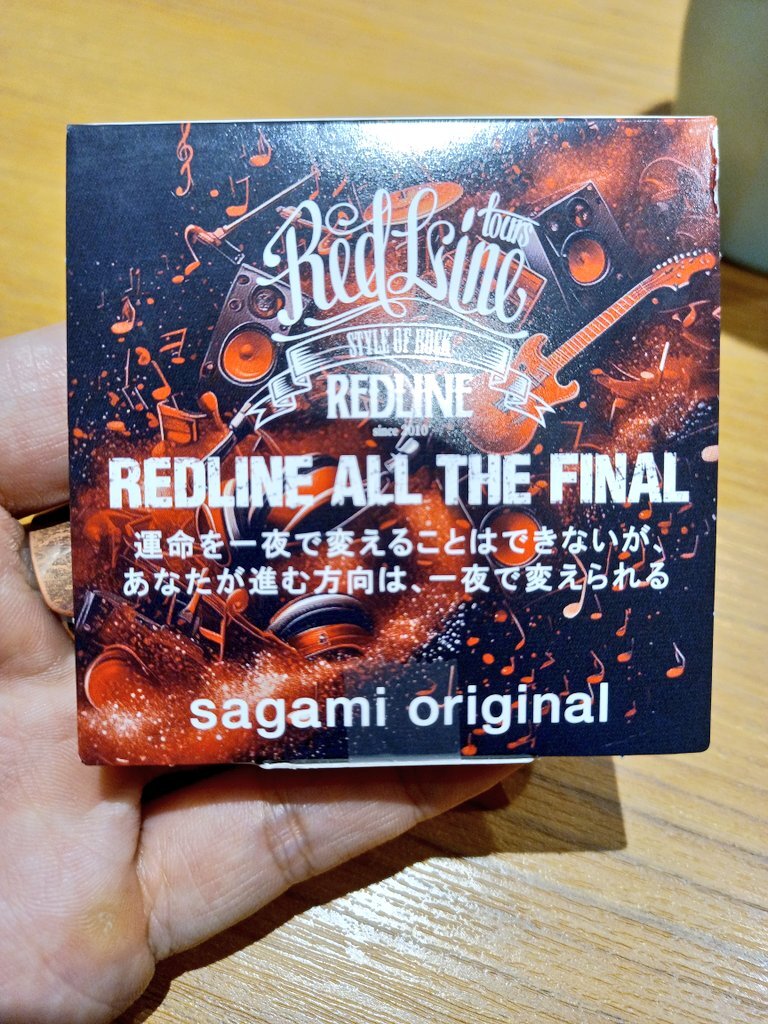 RedLine
tours
STYLE OF ROCK
REDLINE
since 2010
REDLINE ALL THE FINAL
運命を一夜で変えることはできないが、
あなたが進む方向は、一夜で変えられる
sagami original